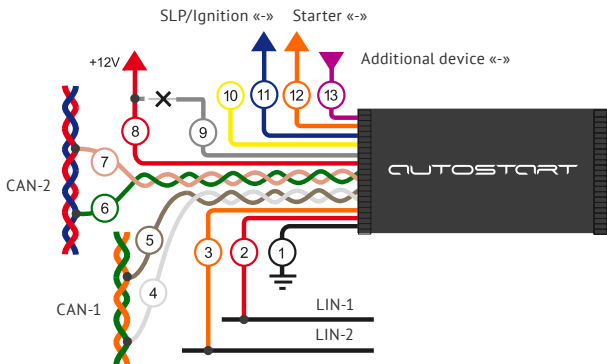 SLP/Ignition «-» Starter «-»
+12V
Additional device «-»
10 11 12 13
8 9
7
AUTOSTART
CAN-2
6
5 3 2 1
4
CAN-1
LIN-1
LIN-2